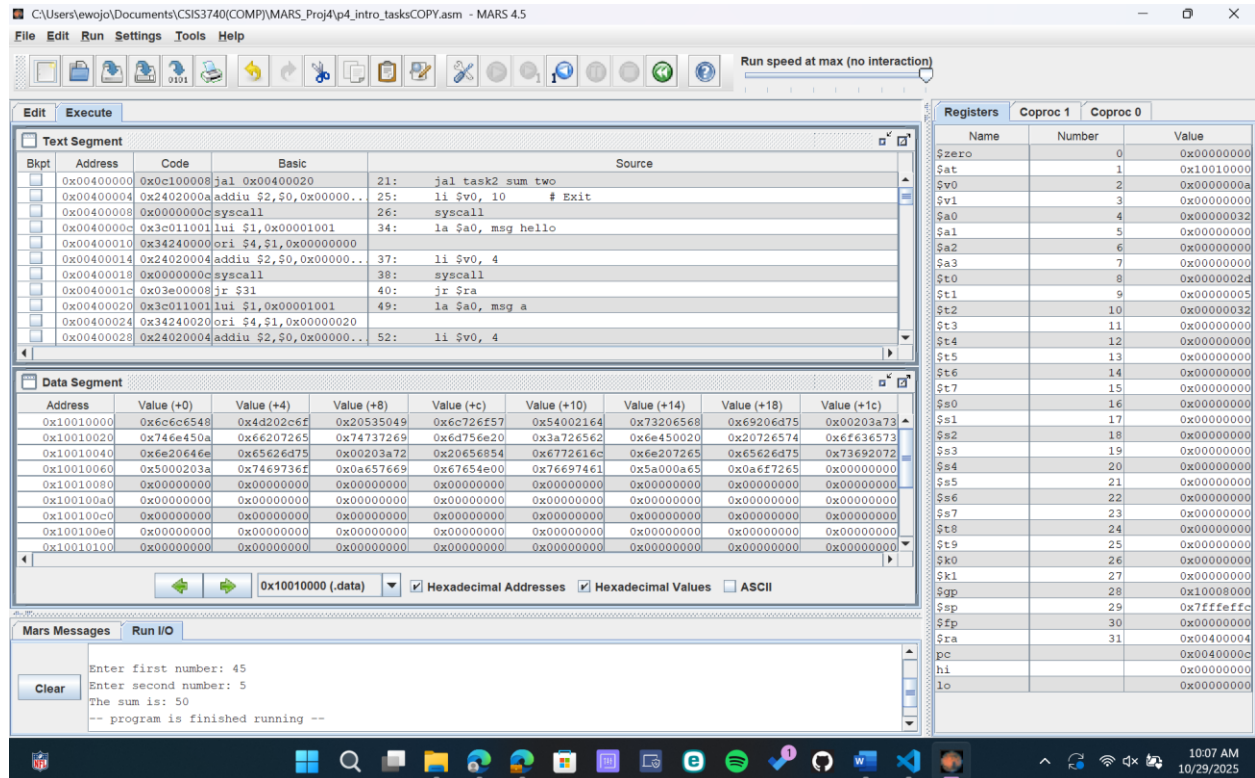 C:\Users\ewojo\Documents\CSIS3740(COMP)\MARS_Proj4\p4_intro_tasksCOPY.asm - MARS 4.5
File Edit Run Settings Tools Help
Run speed at max (no interaction)
Edit Execute
Text Segment
Bkpt Address Code Basic Source
0x00400000 0x0c100008 jal 0x00400020 21: jal task2 sum two
0x00400004 0x2402000a addiu $2,$0,0x00000... 25: li $v0, 10 # Exit
0x00400008 0x0000000c syscall 26: syscall
0x0040000c 0x3c011001 lui $1,0x00001001 34: la $a0, msg hello
0x00400010 0x34240000 ori $4,$1,0x00000000
0x00400014 0x24020004 addiu $2,$0,0x00000... 37: li $v0, 4
0x00400018 0x0000000c syscall 38: syscall
0x0040001c 0x03e00008 jr $31 40: jr $ra
0x00400020 0x3c011001 lui $1,0x00001001 49: la $a0, msg a
0x00400024 0x34240020 ori $4,$1,0x00000020
0x00400028 0x24020004 addiu $2,$0,0x00000... 52: li $v0, 4
Data Segment
Address Value (+0) Value (+4) Value (+8) Value (+c) Value (+10) Value (+14) Value (+18) Value (+1c)
0x10010000 0x6c6c6548 0x4d202c6f 0x20535049 0x6c726f57 0x54002164 0x73206568 0x69206d75 0x00203a73
0x10010020 0x746e450a 0x66207265 0x74737269 0x6d756e20 0x3a726562 0x6e450020 0x20726574 0x6f636573
0x10010040 0x6e20646e 0x65626d75 0x00203a72 0x20656854 0x6772616c 0x6e207265 0x65626d75 0x73692072
0x10010060 0x5000203a 0x7469736f 0x0a657669 0x67654e00 0x76697461 0x5a000a65 0x0a6f7265 0x00000000
0x10010080 0x00000000 0x00000000 0x00000000 0x00000000 0x00000000 0x00000000 0x00000000 0x00000000
0x100100a0 0x00000000 0x00000000 0x00000000 0x00000000 0x00000000 0x00000000 0x00000000 0x00000000
0x100100c0 0x00000000 0x00000000 0x00000000 0x00000000 0x00000000 0x00000000 0x00000000 0x00000000
0x100100e0 0x00000000 0x00000000 0x00000000 0x00000000 0x00000000 0x00000000 0x00000000 0x00000000
0x10010100 0x00000000 0x00000000 0x00000000 0x00000000 0x00000000 0x00000000 0x00000000 0x00000000
0x10010000 (.data) Hexadecimal Addresses Hexadecimal Values ASCII
Mars Messages Run I/O
Clear
Enter first number: 45
Enter second number: 5
The sum is: 50
-- program is finished running --
Registers Coproc 1 Coproc 0
Name Number Value
$zero 0 0x00000000
$at 1 0x10010000
$v0 2 0x0000000a
$v1 3 0x00000000
$a0 4 0x00000032
$a1 5 0x00000000
$a2 6 0x00000000
$a3 7 0x00000000
$t0 8 0x0000002d
$t1 9 0x00000005
$t2 10 0x00000032
$t3 11 0x00000000
$t4 12 0x00000000
$t5 13 0x00000000
$t6 14 0x00000000
$t7 15 0x00000000
$s0 16 0x00000000
$s1 17 0x00000000
$s2 18 0x00000000
$s3 19 0x00000000
$s4 20 0x00000000
$s5 21 0x00000000
$s6 22 0x00000000
$s7 23 0x00000000
$t8 24 0x00000000
$t9 25 0x00000000
$k0 26 0x00000000
$k1 27 0x00000000
$gp 28 0x10008000
$sp 29 0x7fffeffc
$fp 30 0x00000000
$ra 31 0x00400004
pc 0x0040000c
hi 0x00000000
lo 0x00000000
10:07 AM
10/29/2025